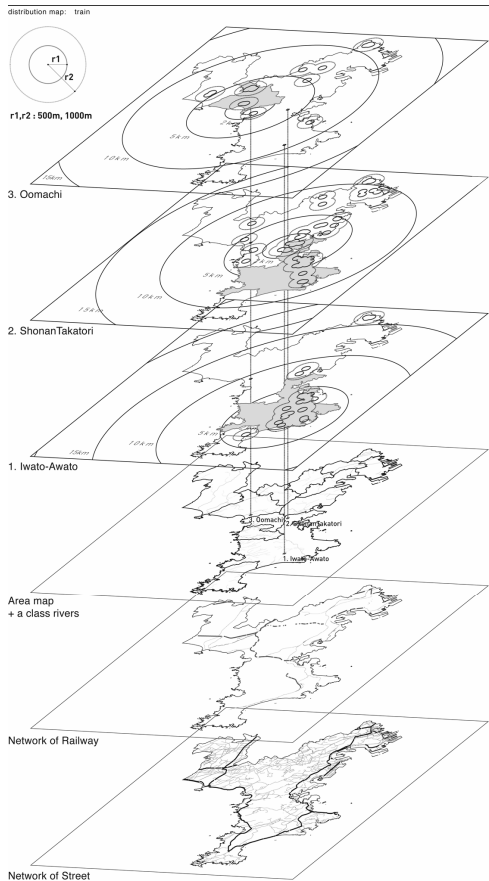 distribution map: train
r1
r2
r1,r2 : 500m, 1000m
2km
5km
10km
15km
3. Oomachi
5km
10km
15km
2. ShonanTakatori
5km
10km
15km
1. Iwato-Awato
3. Oomachi
2. ShonanTakatori
1. Iwato-Awato
Area map
+ a class rivers
Network of Railway
Network of Street